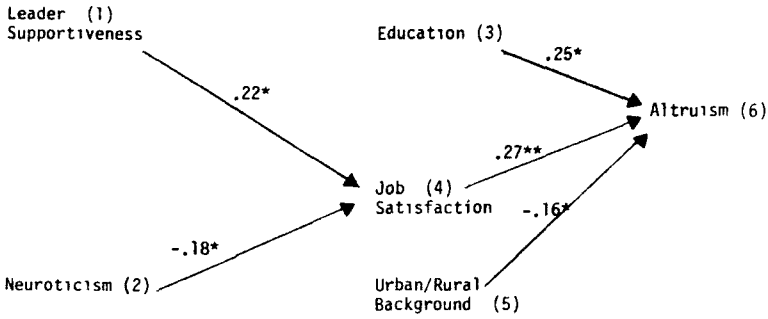 Leader (1)
Supportiveness
Education (3)
.25*
.22*
Altruism (6)
.27**
Job (4)
Satisfaction
-.16*
-.18*
Neuroticism (2)
Urban/Rural
Background (5)